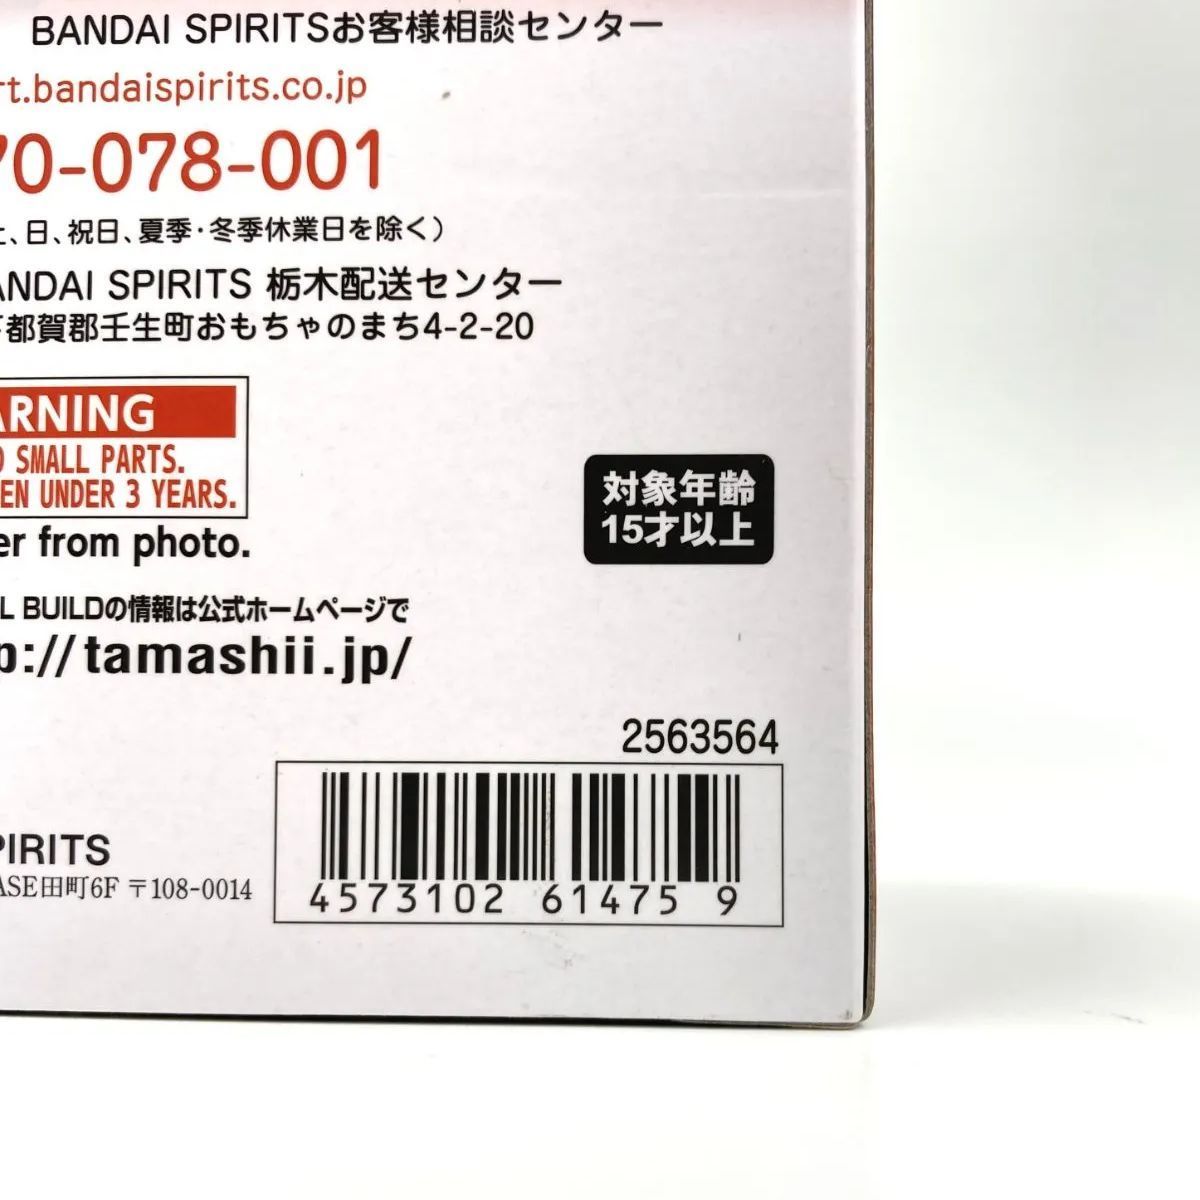 BANDAI SPIRITSお客様相談センター
rt.bandaispirits.co.jp
70-078-001
土、日、祝日、夏季・冬季休業日を除く）
ANDAI SPIRITS 栃木配送センター
下都賀郡壬生町おもちゃのまち4-2-20
ARNING
SMALL PARTS.
EN UNDER 3 YEARS.
er from photo.
対象年齢
15才以上
L BUILDの情報は公式ホームページで
p://tamashii.jp/
2563564
PIRITS
ASE田町6F 〒108-0014
4573102 61475 9